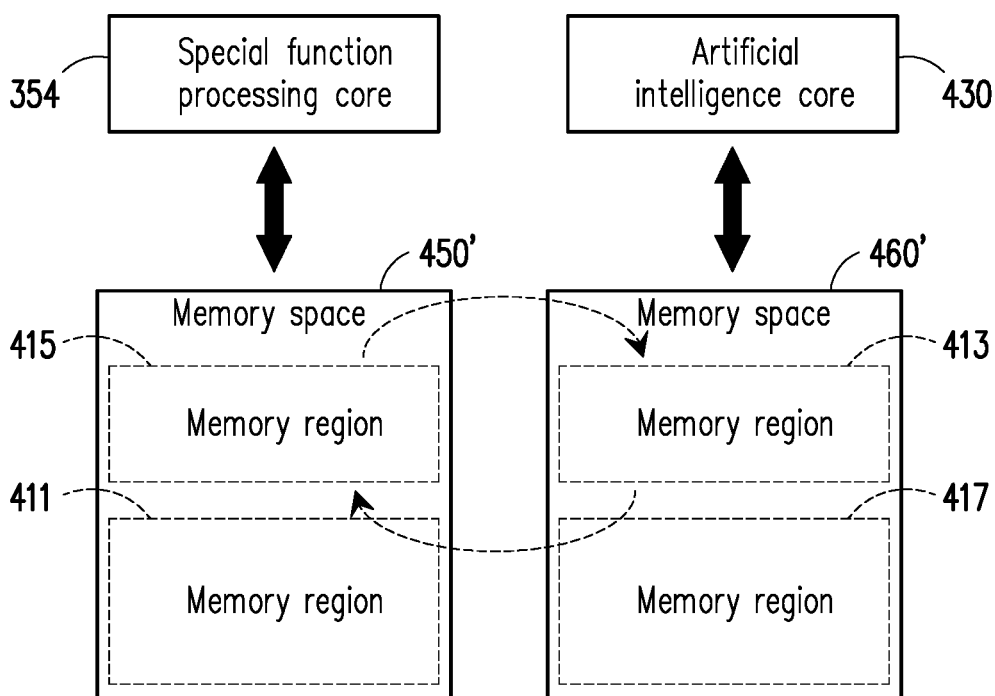 Special function
processing core
354
Artificial
intelligence core
430
450'
460'
Memory space
Memory space
415
413
Memory region
Memory region
411
417
Memory region
Memory region